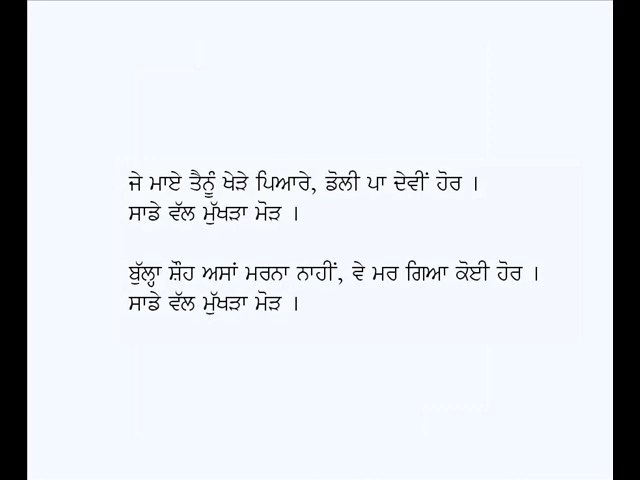 ਜੇ ਮਾਏ ਤੈਨੂੰ ਖੇੜੇ ਪਿਆਰੇ, ਡੋਲੀ ਪਾ ਦੇਵੀਂ ਹੋਰ ।
ਸਾਡੇ ਵੱਲ ਮੁੱਖੜਾ ਮੋੜ ।
ਬੁੱਲ੍ਹਾ ਸ਼ੌਹ ਅਸਾਂ ਮਰਨਾ ਨਾਹੀਂ, ਵੇ ਮਰ ਗਿਆ ਕੋਈ ਹੋਰ ।
ਸਾਡੇ ਵੱਲ ਮੁੱਖੜਾ ਮੋੜ ।